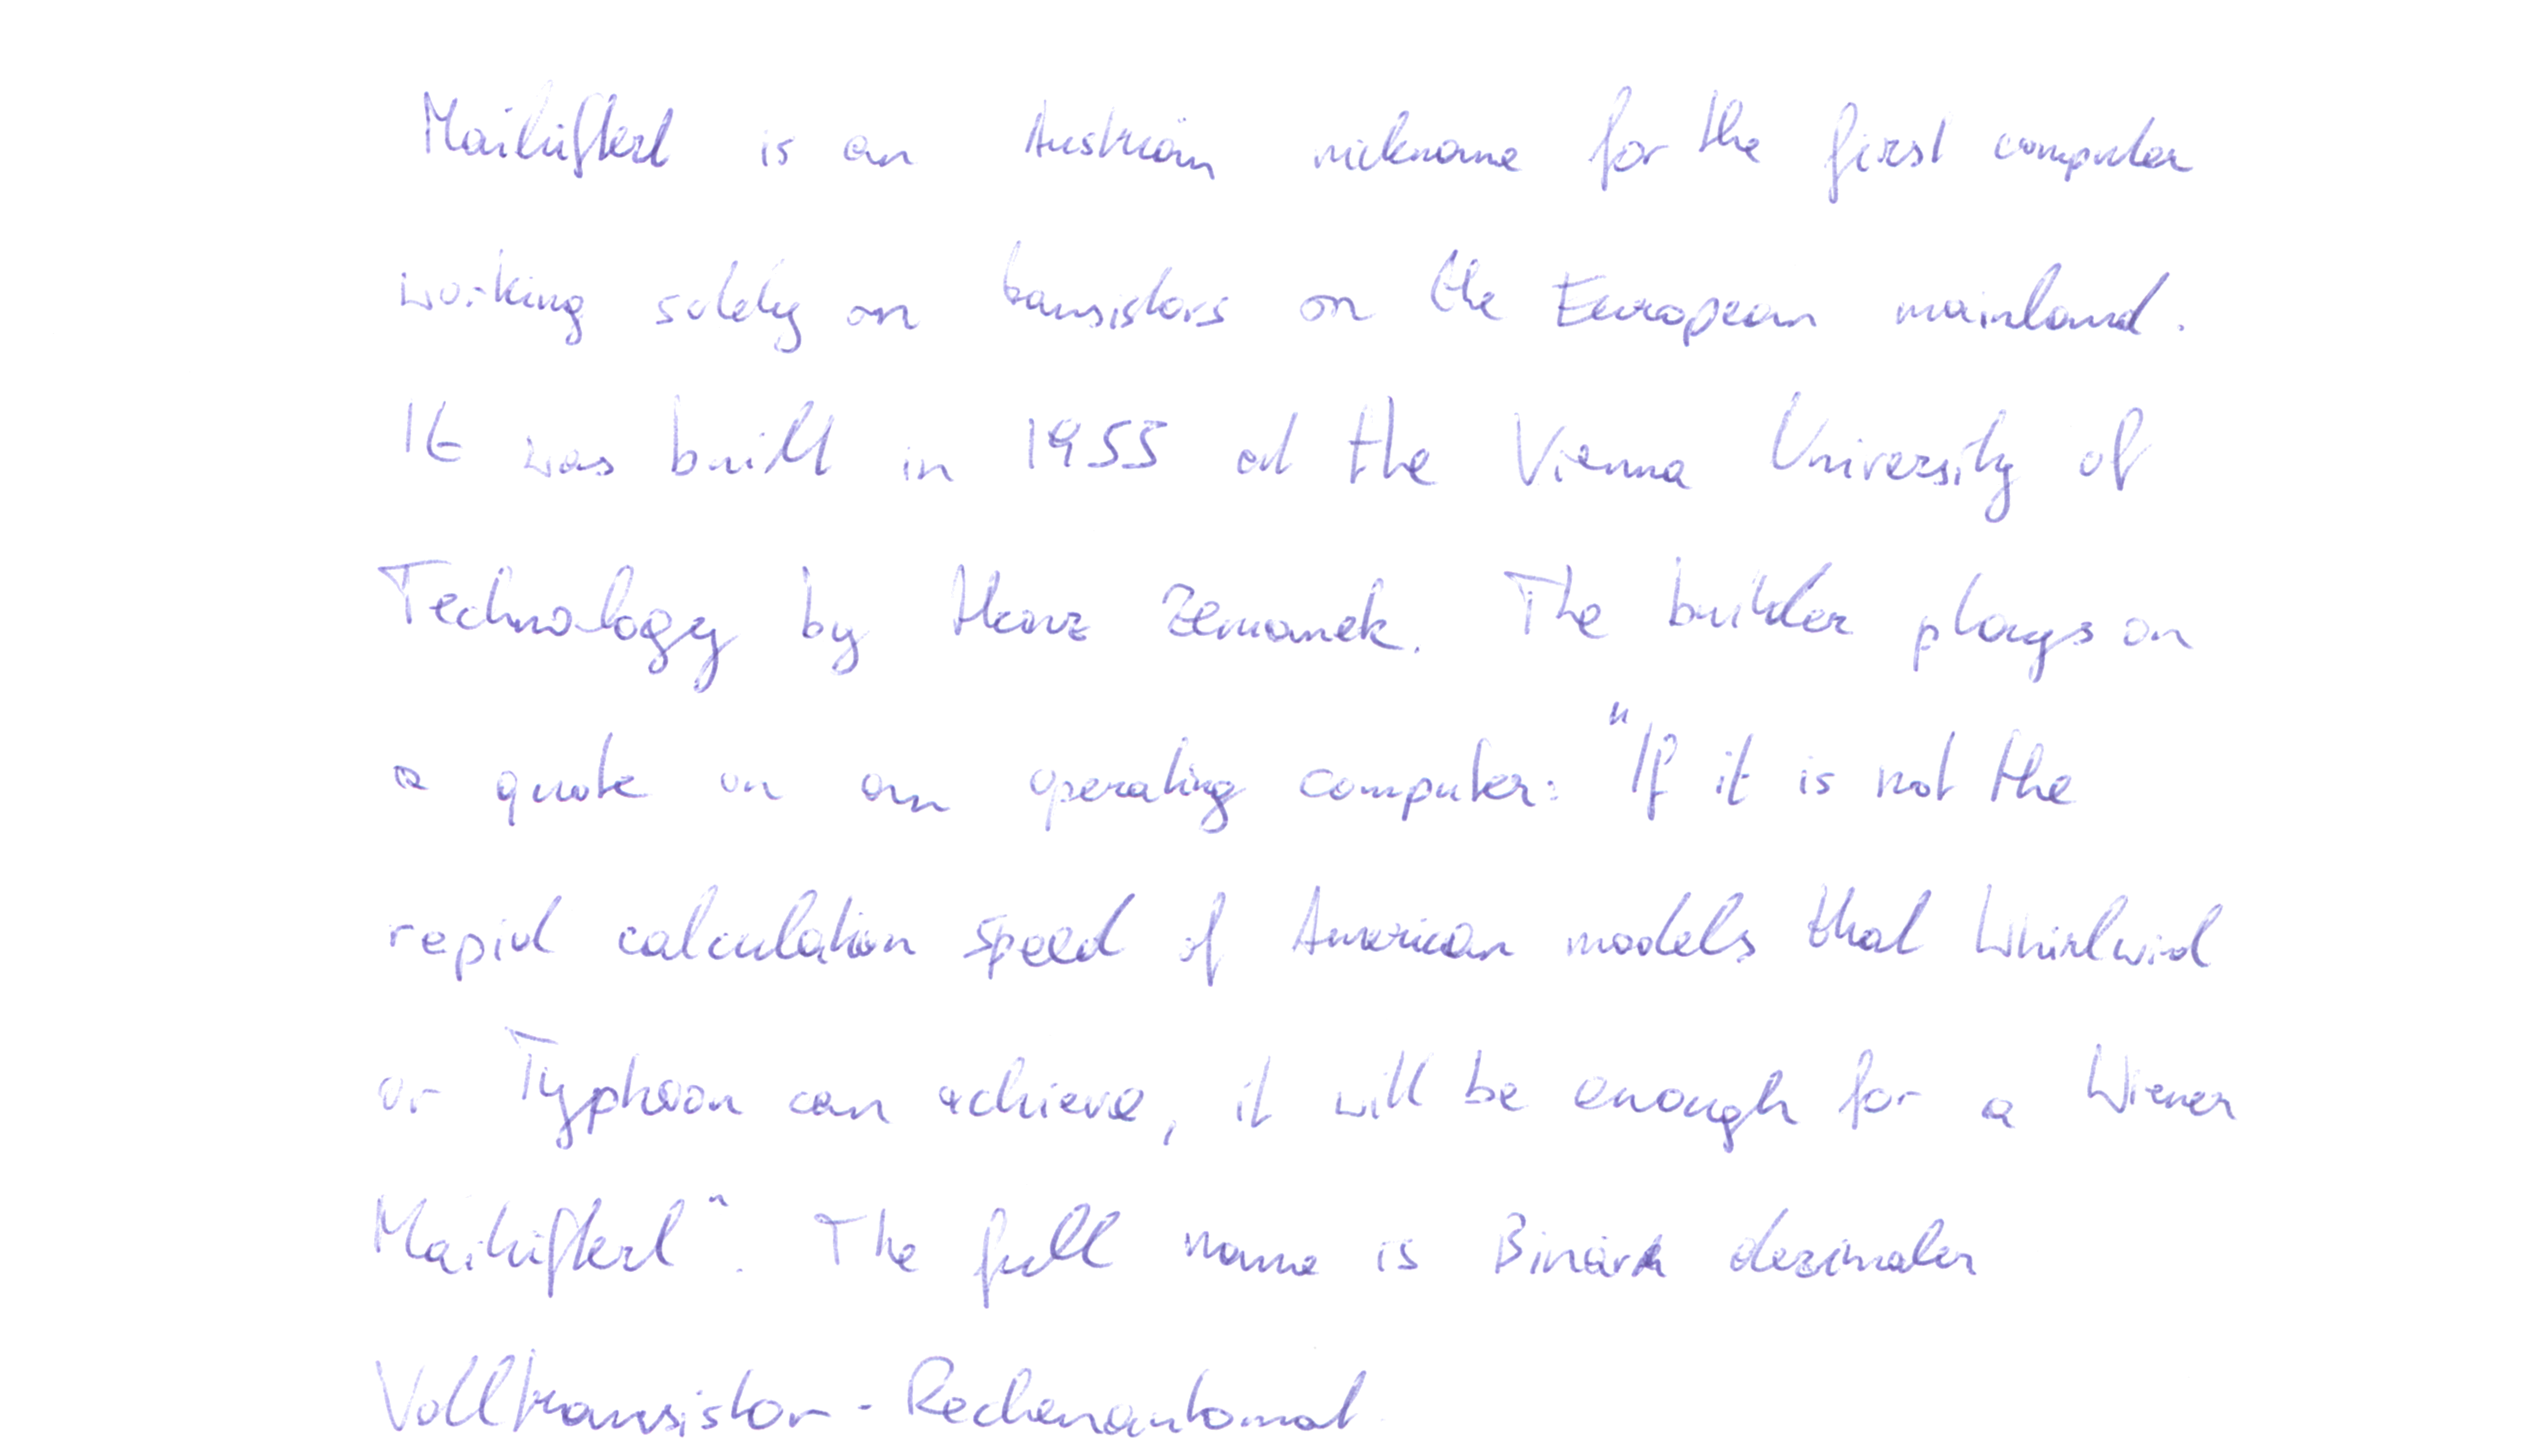 Mailüfterl is an Austrian nickname for the first computer
working solely on transistors on the European mainland.
It was built in 1955 at the Vienna University of
Technology by Heinz Zemanek. The builder plays on
a quote on an operating computer: "If it is not the
rapid calculation speed of American models that Whirlwid
or Typhoon can achieve, it will be enough for a Wiener
Mailüfterl". The full name is Binär dezimaler
Volltransistor-Rechenautomat